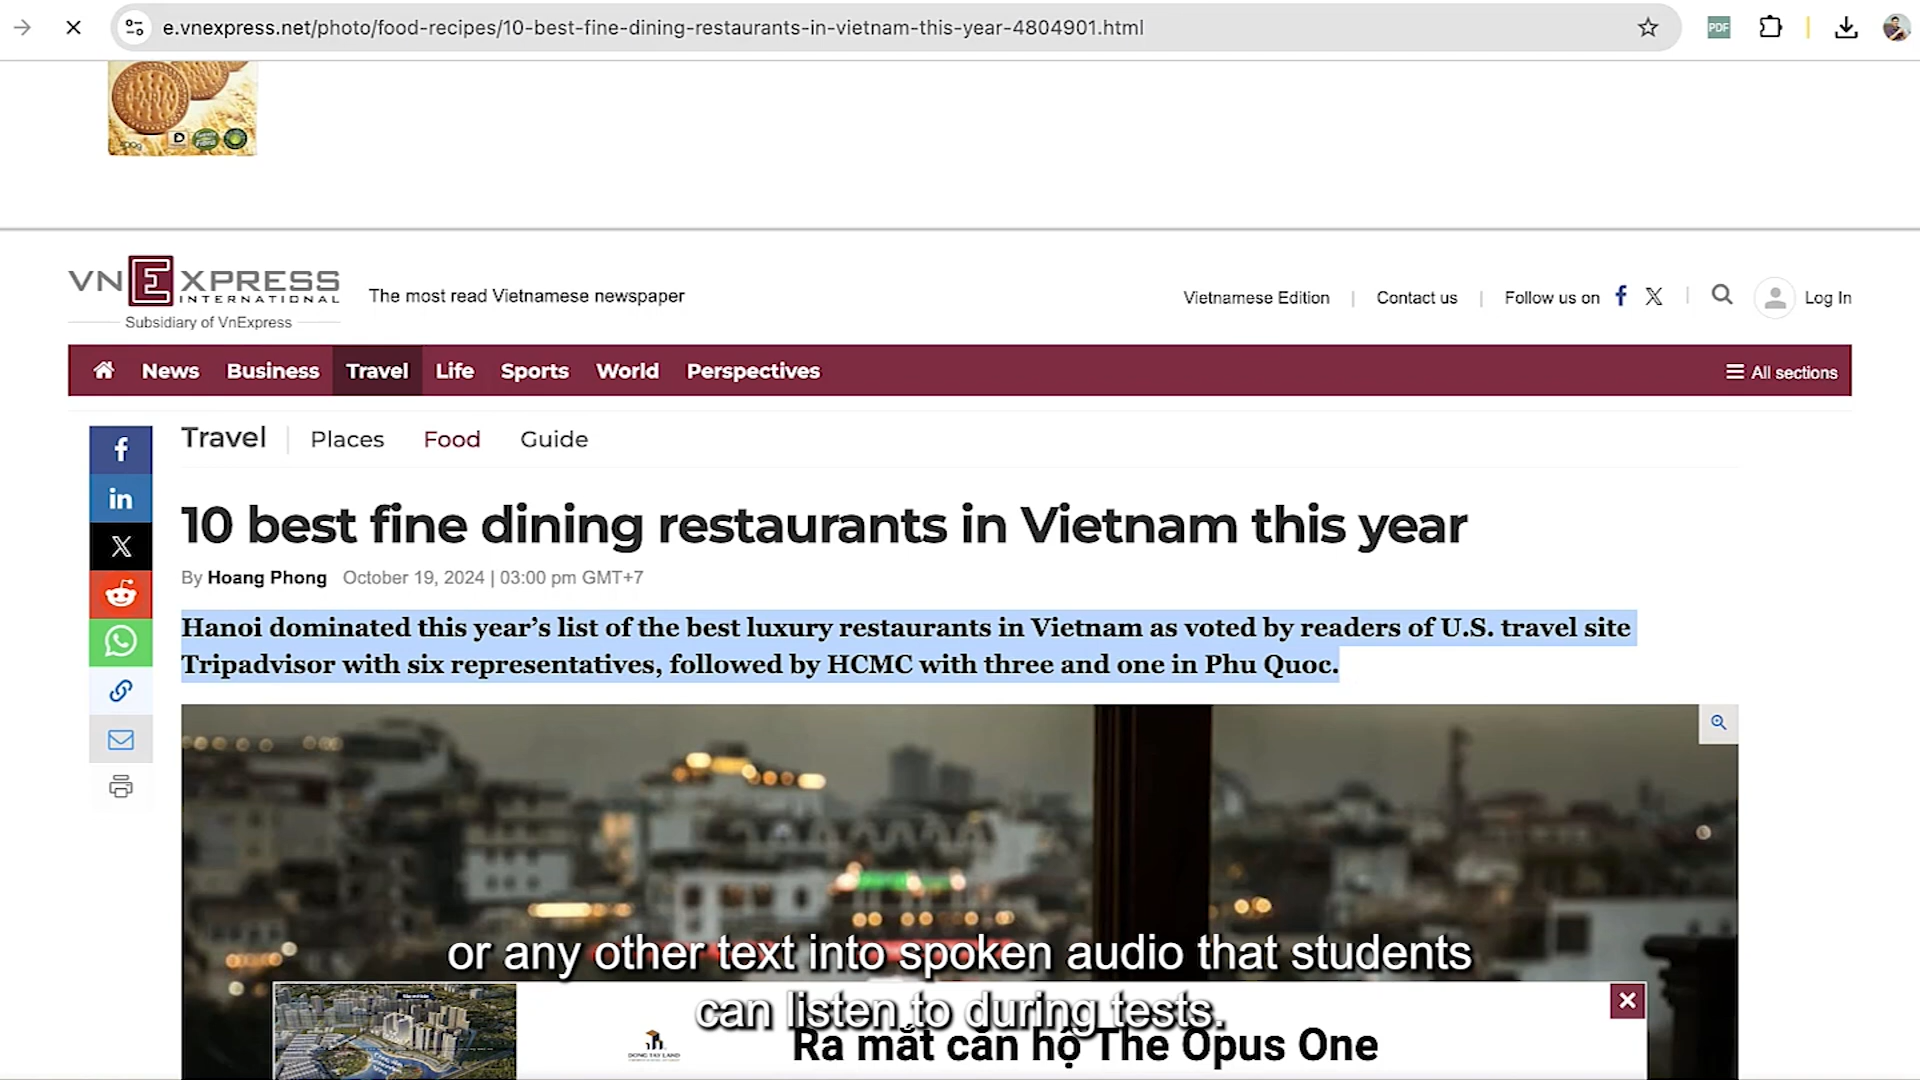 e.vnexpress.net/photo/food-recipes/10-best-fine-dining-restaurants-in-vietnam-this-year-4804901.html
PDF
VNEXPRESS
INTERNATIONAL
Subsidiary of VnExpress
The most read Vietnamese newspaper
Vietnamese Edition | Contact us | Follow us on f X | Log In
News Business Travel Life Sports World Perspectives All sections
Travel Places Food Guide
10 best fine dining restaurants in Vietnam this year
By Hoang Phong October 19, 2024 | 03:00 pm GMT+7
Hanoi dominated this year’s list of the best luxury restaurants in Vietnam as voted by readers of U.S. travel site
Tripadvisor with six representatives, followed by HCMC with three and one in Phu Quoc.
or any other text into spoken audio that students
can listen to during tests.
DONG TAY LAND
Ra mắt căn hộ The Opus One